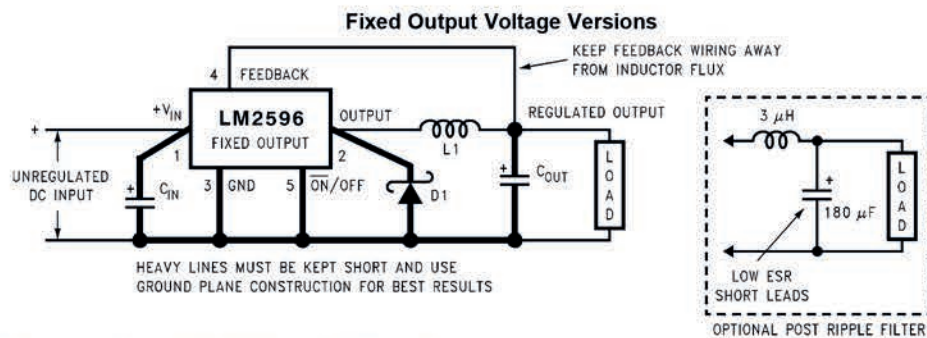 Fixed Output Voltage Versions
KEEP FEEDBACK WIRING AWAY
FROM INDUCTOR FLUX
4 FEEDBACK
+VIN
LM2596
FIXED OUTPUT
OUTPUT
REGULATED OUTPUT
3 μH
+
1
2
L1
UNREGULATED
DC INPUT
+
CIN
3 GND
5 ON/OFF
D1
+
COUT
LOAD
+
180 μF
LOAD
HEAVY LINES MUST BE KEPT SHORT AND USE
GROUND PLANE CONSTRUCTION FOR BEST RESULTS
LOW ESR
SHORT LEADS
OPTIONAL POST RIPPLE FILTER